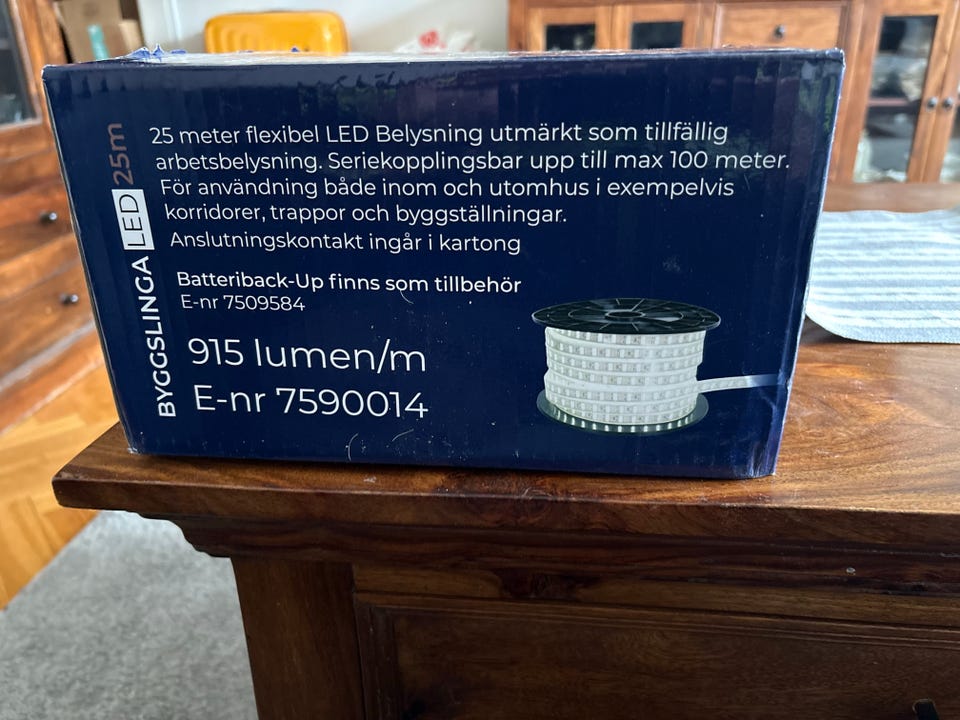 BYGGSLINGA LED 25m
25 meter flexibel LED Belysning utmärkt som tillfällig
arbetsbelysning. Seriekopplingsbar upp till max 100 meter.
För användning både inom och utomhus i exempelvis
korridorer, trappor och byggställningar.
Anslutningskontakt ingår i kartong
Batteriback-Up finns som tillbehör
E-nr 7509584
915 lumen/m
E-nr 7590014